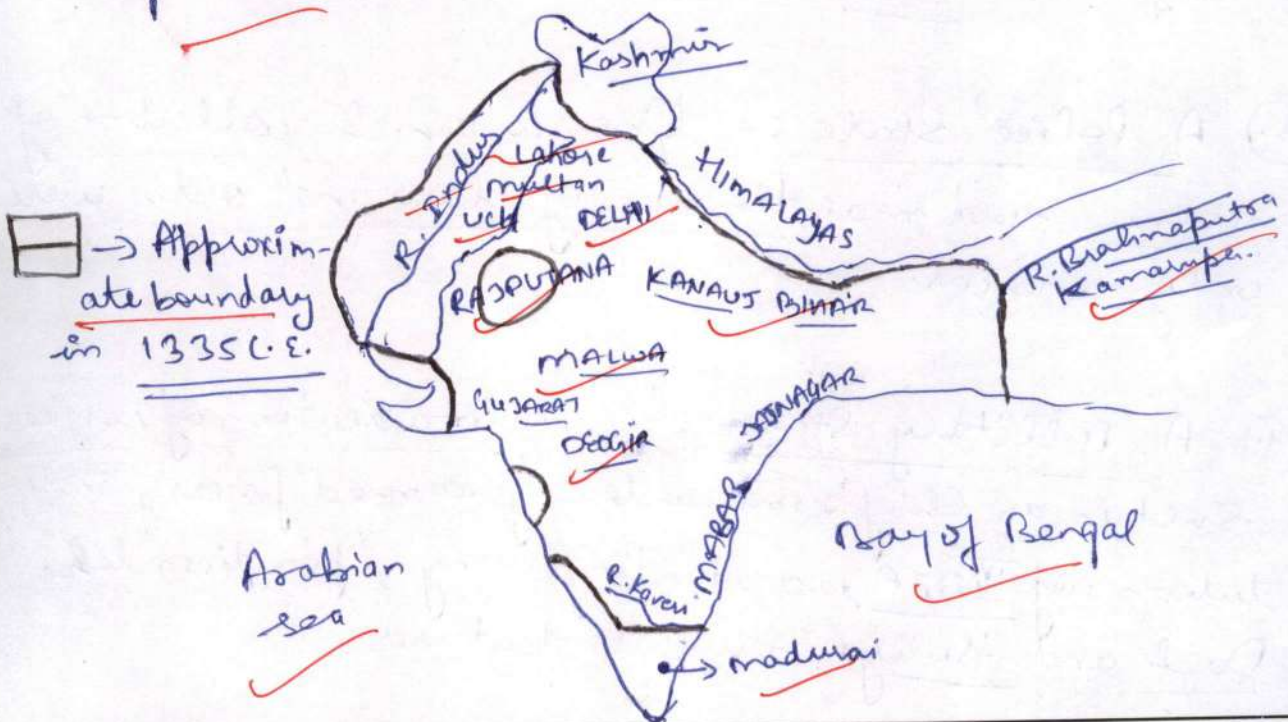 Kashmir
R. Indus
Lahore
Multan
UCH
DELHI
HIMALAYAS
→ Approxim-
ate boundary
in 1335 C.E.
RAJPUTANA
KANAUJ
BIHAR
R. Brahmaputra
Kamarupa.
MALWA
GUJARAT
DEOGIR
JAJNAGAR
MABAR
R. Kaveri
Arabian
sea
Bay of Bengal
→ madurai